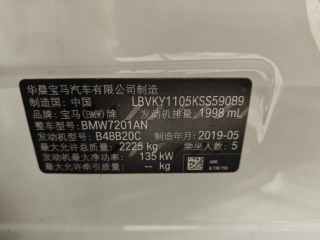 华晨宝马汽车有限公司制造
制造国：中国 LBVKY1105KSS59089
品牌：宝马(BMW)牌 发动机排量：1998 mL
整车型号：BMW7201AN
发动机型号：B48B20C 制造年月：2019-05
最大允许总质量：2225 kg 乘坐人数：5
发动机最大净功率：135 kW
最大允许牵引质量： kg